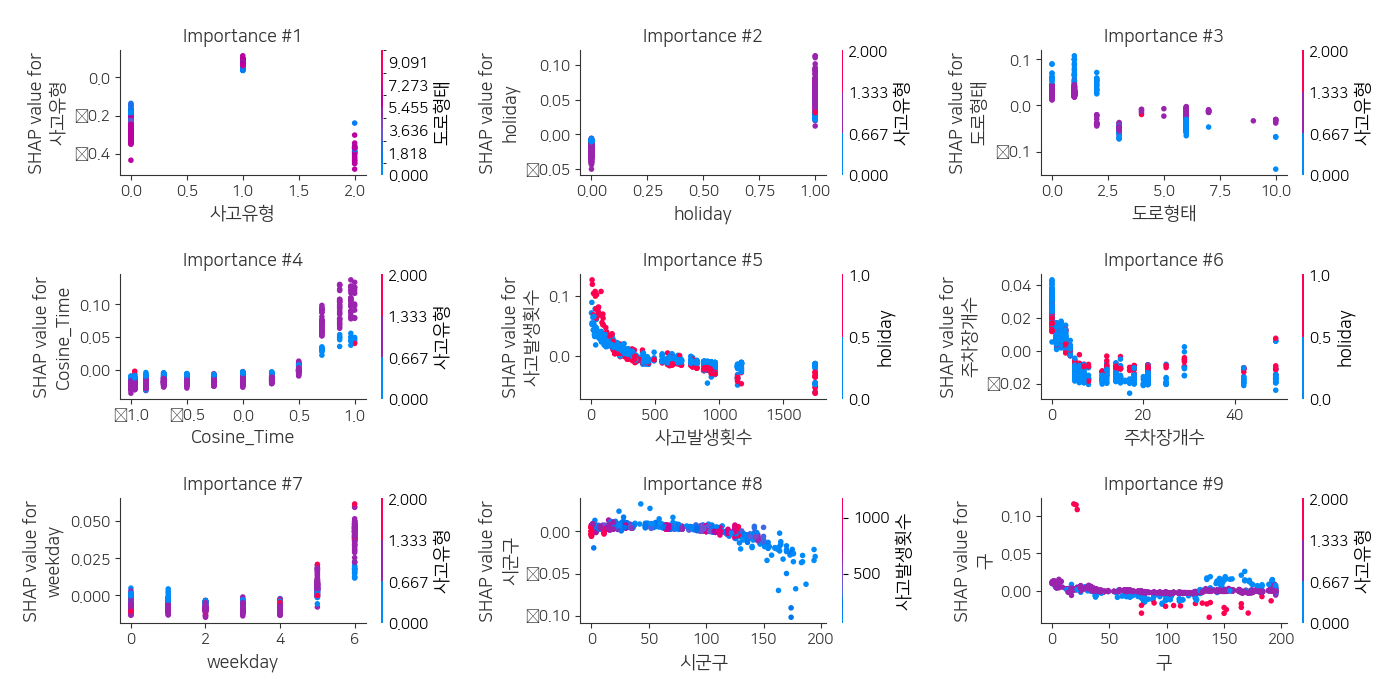 Importance #1
SHAP value for
사고유형
0.0
0.2
0.4
0.0
0.5
1.0
1.5
2.0
사고유형
9.091
7.273
5.455
3.636
1.818
0.000
도로형태
Importance #2
SHAP value for
holiday
0.10
0.05
0.00
0.05
0.00
0.25
0.50
0.75
1.00
holiday
2.000
1.333
0.667
0.000
사고유형
Importance #3
SHAP value for
도로형태
0.1
0.0
0.1
0.0
2.5
5.0
7.5
10.0
도로형태
2.000
1.333
0.667
0.000
사고유형
Importance #4
SHAP value for
Cosine_Time
0.10
0.05
0.00
1.0
0.5
0.0
0.5
1.0
Cosine_Time
2.000
1.333
0.667
0.000
사고유형
Importance #5
SHAP value for
사고발생횟수
0.1
0.0
0
500
1000
1500
사고발생횟수
1.0
0.5
0.0
holiday
Importance #6
SHAP value for
주차장개수
0.04
0.02
0.00
0.02
0
20
40
주차장개수
1.0
0.5
0.0
holiday
Importance #7
SHAP value for
weekday
0.050
0.025
0.000
0
2
4
6
weekday
2.000
1.333
0.667
0.000
사고유형
Importance #8
SHAP value for
시군구
0.00
0.05
0.10
0
50
100
150
200
시군구
1000
500
사고발생횟수
Importance #9
SHAP value for
구
0.10
0.05
0.00
0
50
100
150
200
구
2.000
1.333
0.667
0.000
사고유형